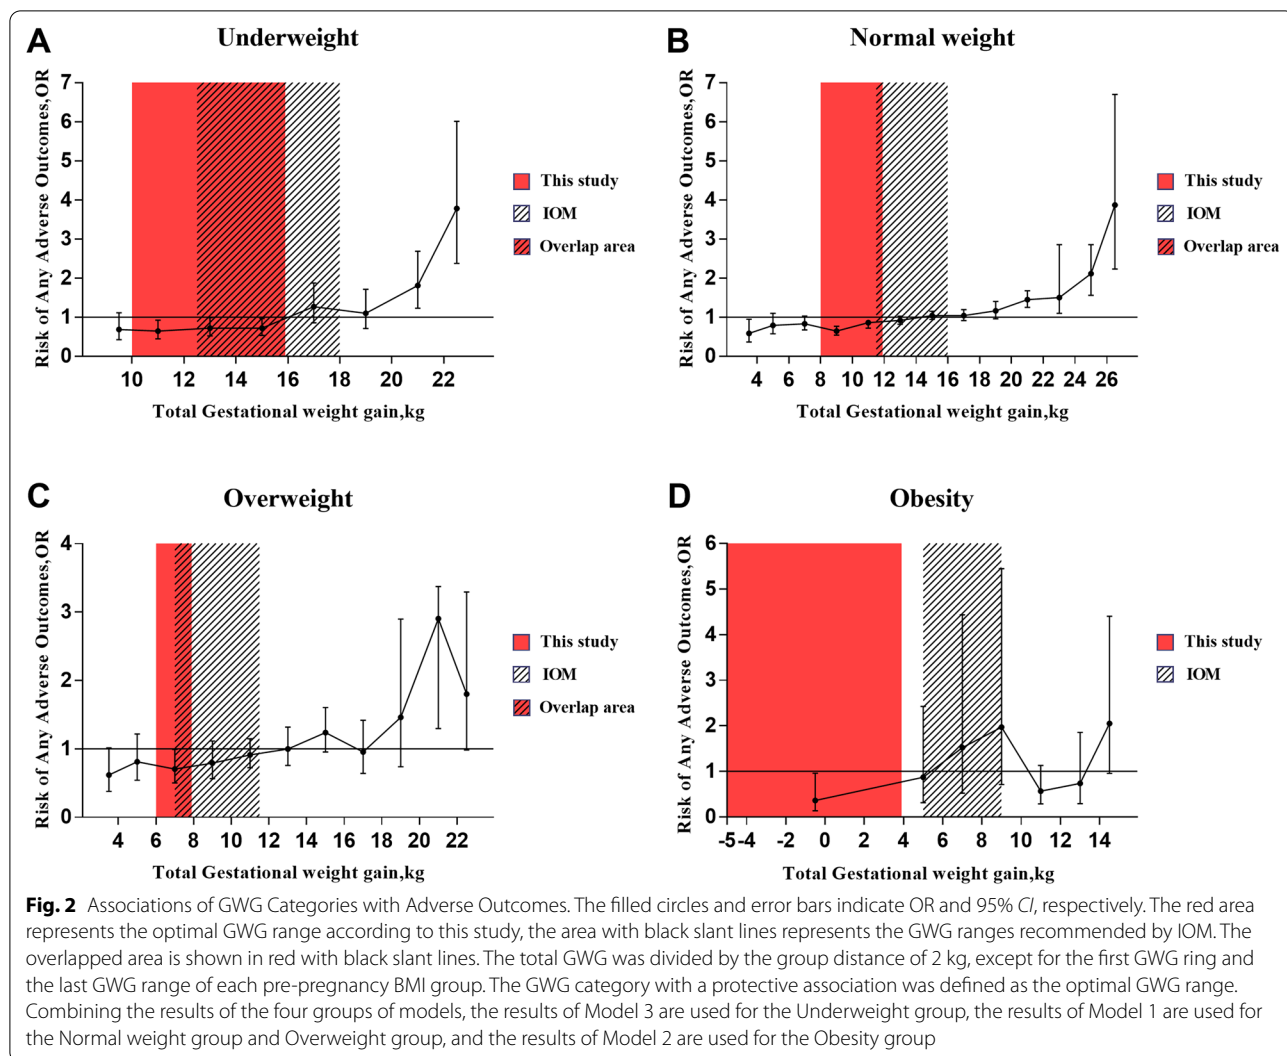 A
Underweight
Risk of Any Adverse Outcomes,OR
7
6
5
4
3
2
1
0
10 12 14 16 18 20 22
Total Gestational weight gain,kg
This study
IOM
Overlap area
B
Normal weight
Risk of Any Adverse Outcomes,OR
7
6
5
4
3
2
1
0
4 6 8 10 12 14 16 18 20 22 24 26
Total Gestational weight gain,kg
This study
IOM
Overlap area
C
Overweight
Risk of Any Adverse Outcomes,OR
4
3
2
1
0
4 6 8 10 12 14 16 18 20 22
Total Gestational weight gain,kg
This study
IOM
Overlap area
D
Obesity
Risk of Any Adverse Outcomes,OR
6
5
4
3
2
1
0
-5 -4 -2 0 2 4 6 8 10 12 14
Total Gestational weight gain,kg
This study
IOM
Fig. 2 Associations of GWG Categories with Adverse Outcomes. The filled circles and error bars indicate OR and 95% CI, respectively. The red area
represents the optimal GWG range according to this study, the area with black slant lines represents the GWG ranges recommended by IOM. The
overlapped area is shown in red with black slant lines. The total GWG was divided by the group distance of 2 kg, except for the first GWG ring and
the last GWG range of each pre-pregnancy BMI group. The GWG category with a protective association was defined as the optimal GWG range.
Combining the results of the four groups of models, the results of Model 3 are used for the Underweight group, the results of Model 1 are used for
the Normal weight group and Overweight group, and the results of Model 2 are used for the Obesity group